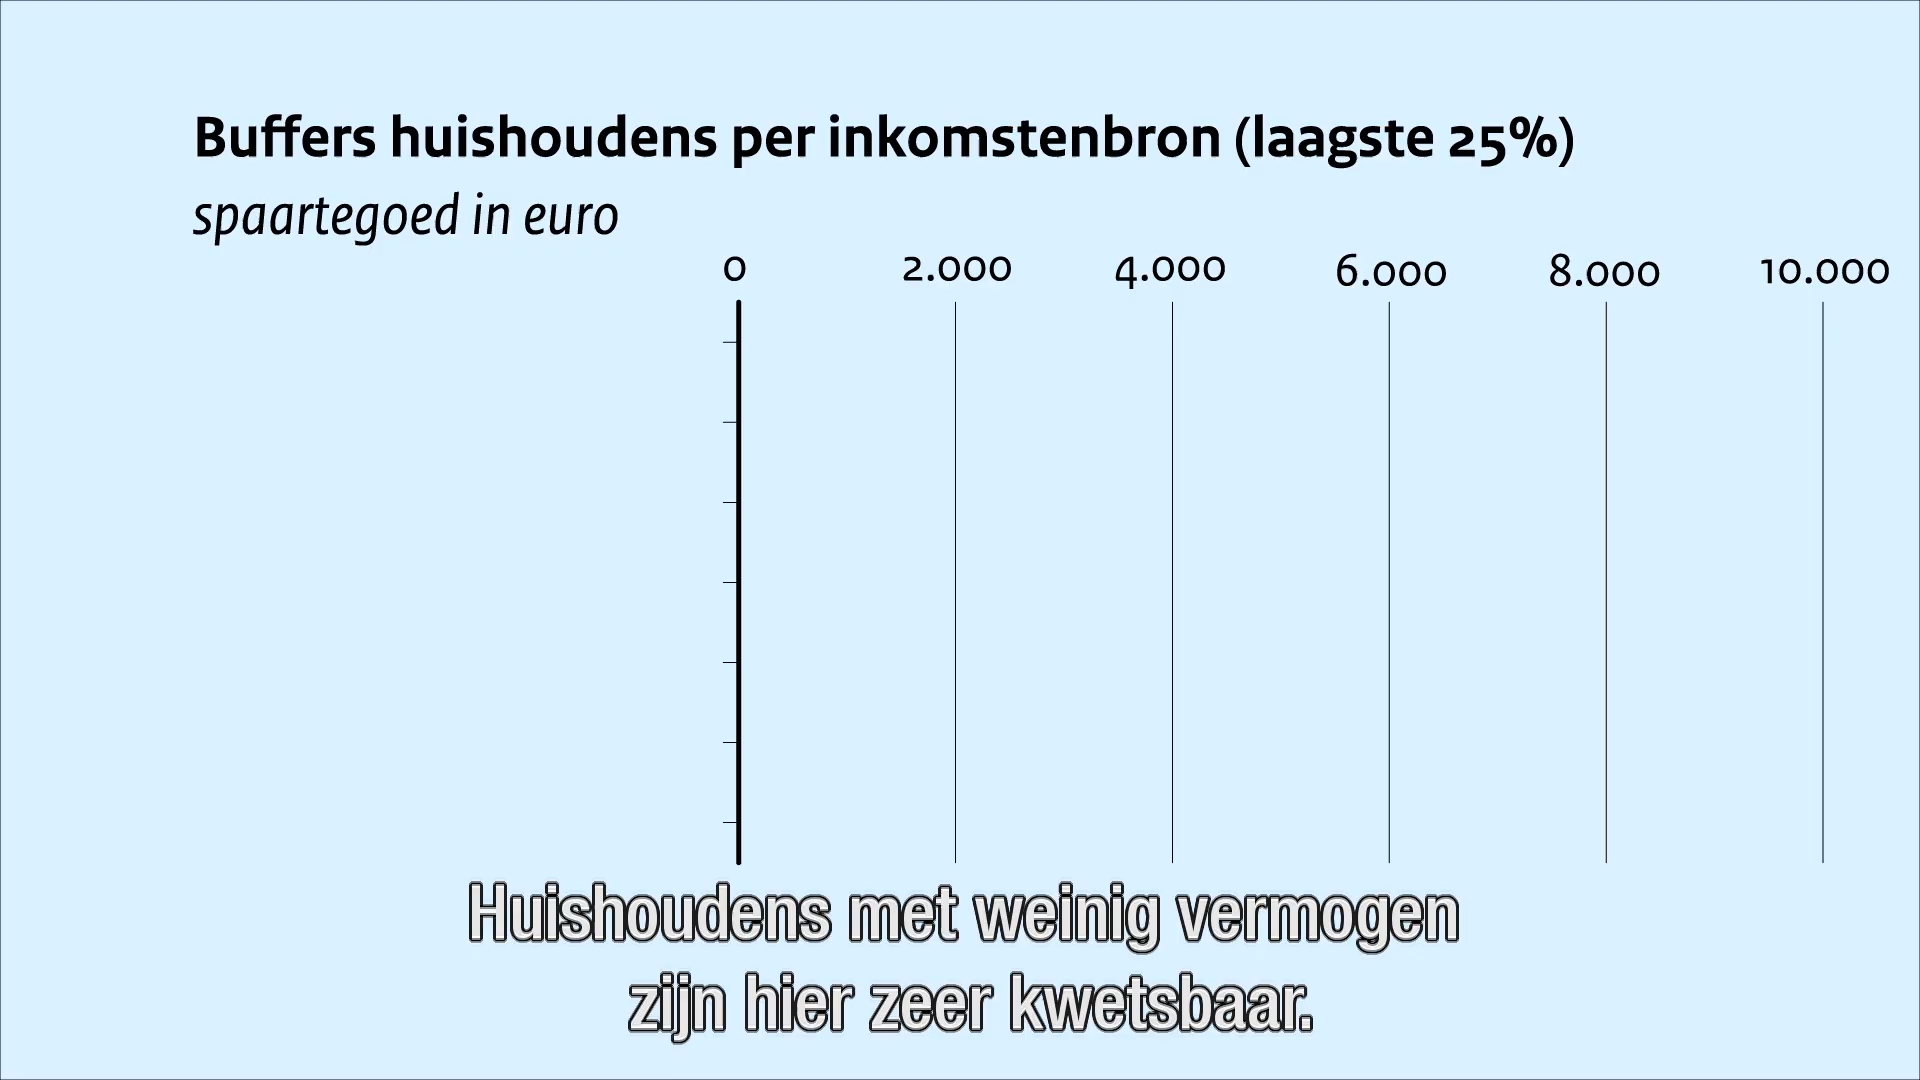 Buffers huishoudens per inkomstenbron (laagste 25%)
spaartegoed in euro
0 2.000 4.000 6.000 8.000 10.000
Huishoudens met weinig vermogen
zijn hier zeer kwetsbaar.